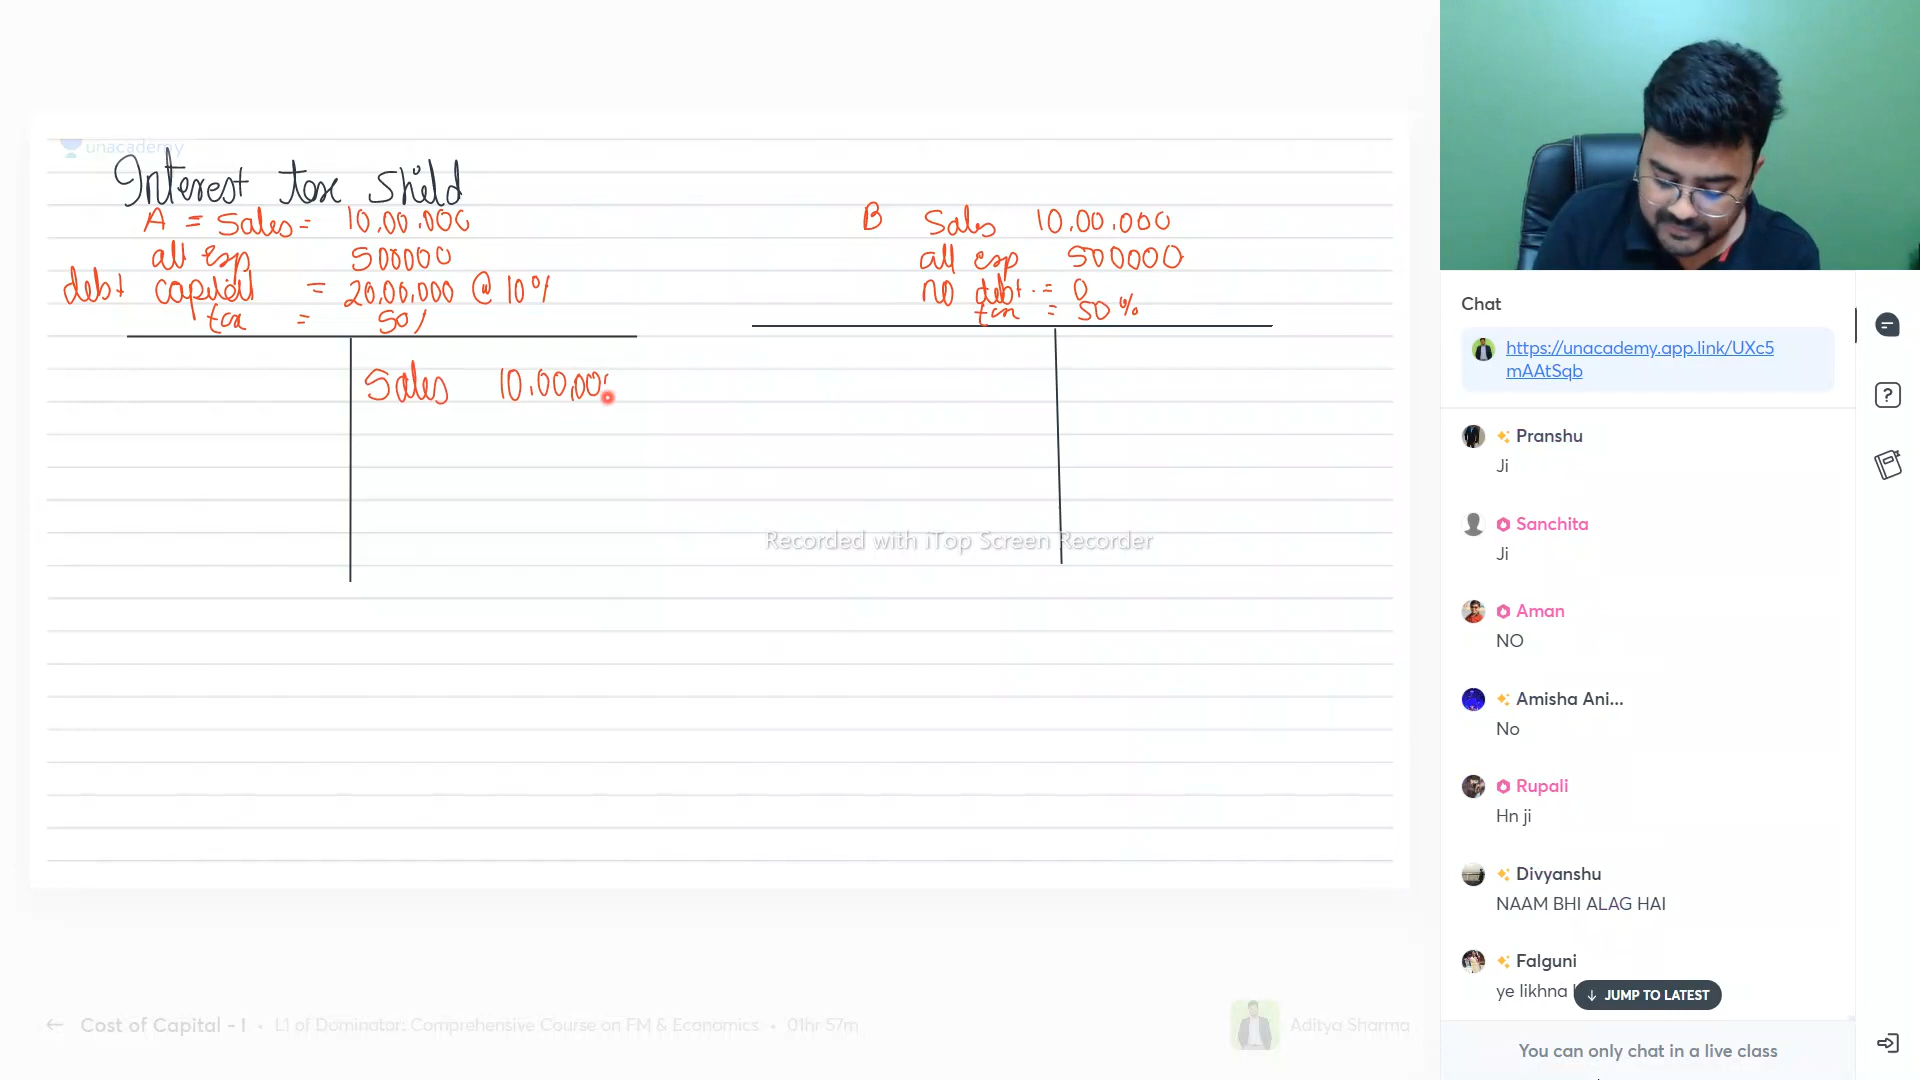 unacademy
Interest tax Shild
A = Sales = 10,00,000
all exp 500000
debt capital = 20,00,000 @ 10%
tax = 50%
Sales 10,00,00
B Sales 10,00,000
all exp 500000
no debt. = 0
tax = 50%
Recorded with iTop Screen Recorder
← Cost of Capital - I • L1 of Dominator: Comprehensive Course on FM & Economics • 01hr 57m
Aditya Sharma
Chat
https://unacademy.app.link/UXc5
mAAtSqb
Pranshu
Ji
Sanchita
Ji
Aman
NO
Amisha Ani...
No
Rupali
Hn ji
Divyanshu
NAAM BHI ALAG HAI
Falguni
ye likhna
↓ JUMP TO LATEST
You can only chat in a live class